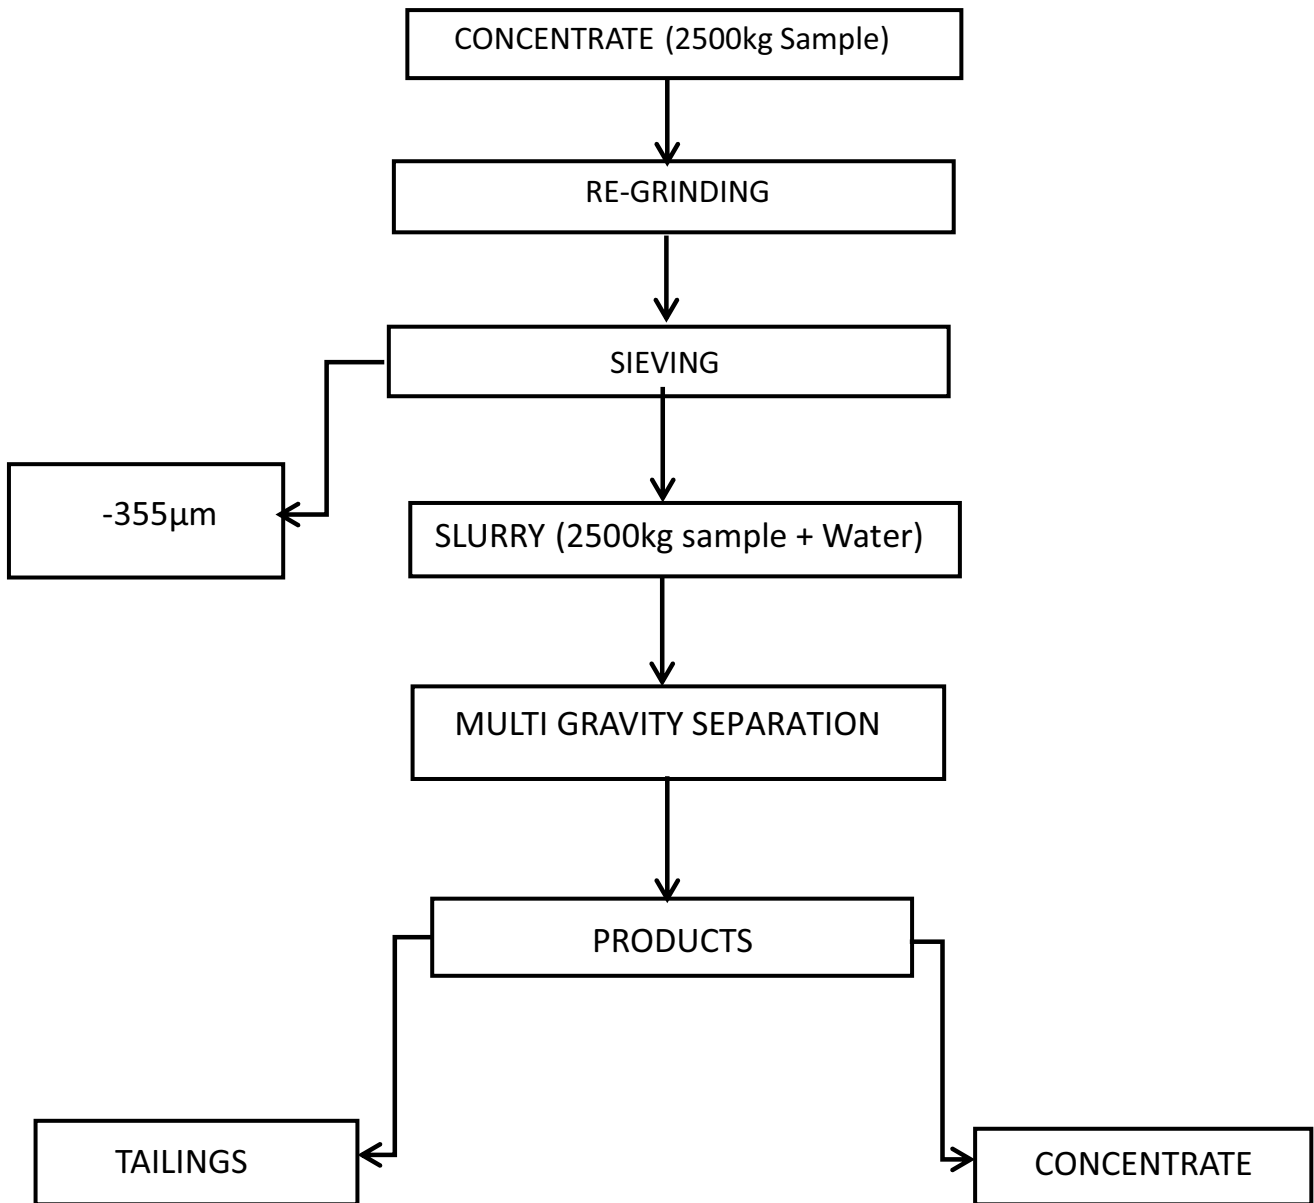 CONCENTRATE (2500kg Sample)
RE-GRINDING
SIEVING
-355µm
SLURRY (2500kg sample + Water)
MULTI GRAVITY SEPARATION
PRODUCTS
TAILINGS
CONCENTRATE